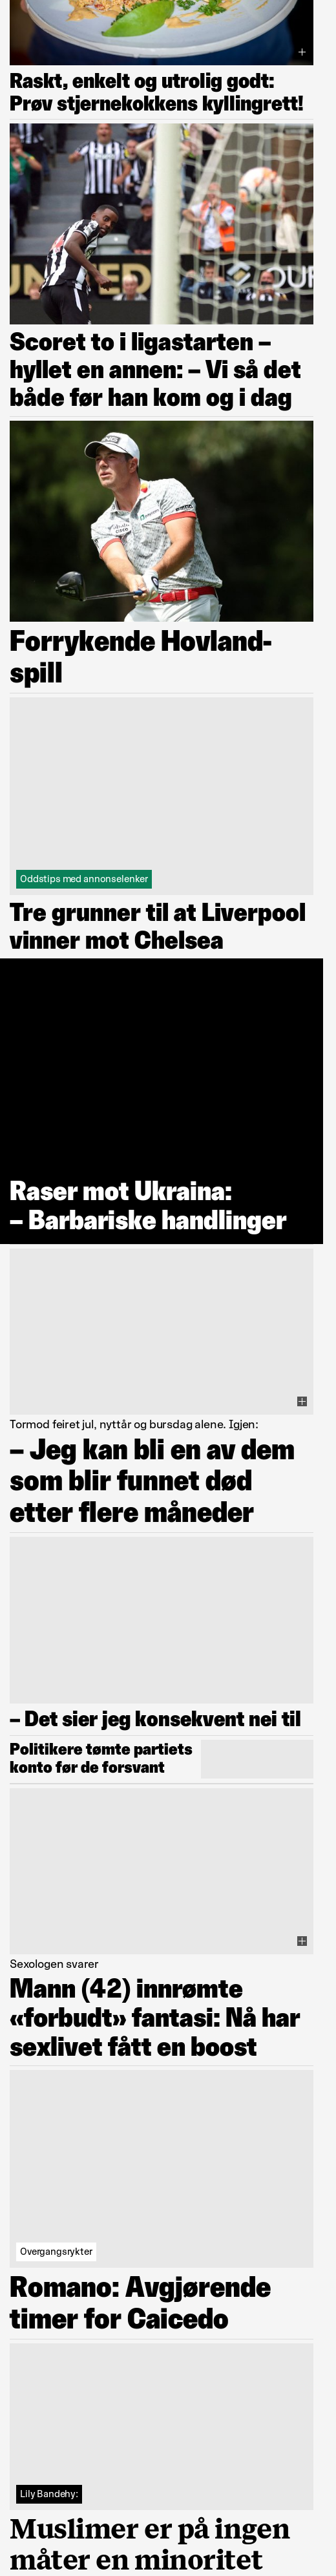 Raskt, enkelt og utrolig godt:
Prøv stjernekokkens kyllingrett!
Scoret to i ligastarten –
hyllet en annen: – Vi så det
både før han kom og i dag
Forrykende Hovland-
spill
Oddstips med annonselenker
Tre grunner til at Liverpool
vinner mot Chelsea
Raser mot Ukraina:
– Barbariske handlinger
Tormod feiret jul, nyttår og bursdag alene. Igjen:
– Jeg kan bli en av dem
som blir funnet død
etter flere måneder
– Det sier jeg konsekvent nei til
Politikere tømte partiets
konto før de forsvant
Sexologen svarer
Mann (42) innrømte
«forbudt» fantasi: Nå har
sexlivet fått en boost
Overgangsrykter
Romano: Avgjørende
timer for Caicedo
Lily Bandehy:
Muslimer er på ingen
måter en minoritet